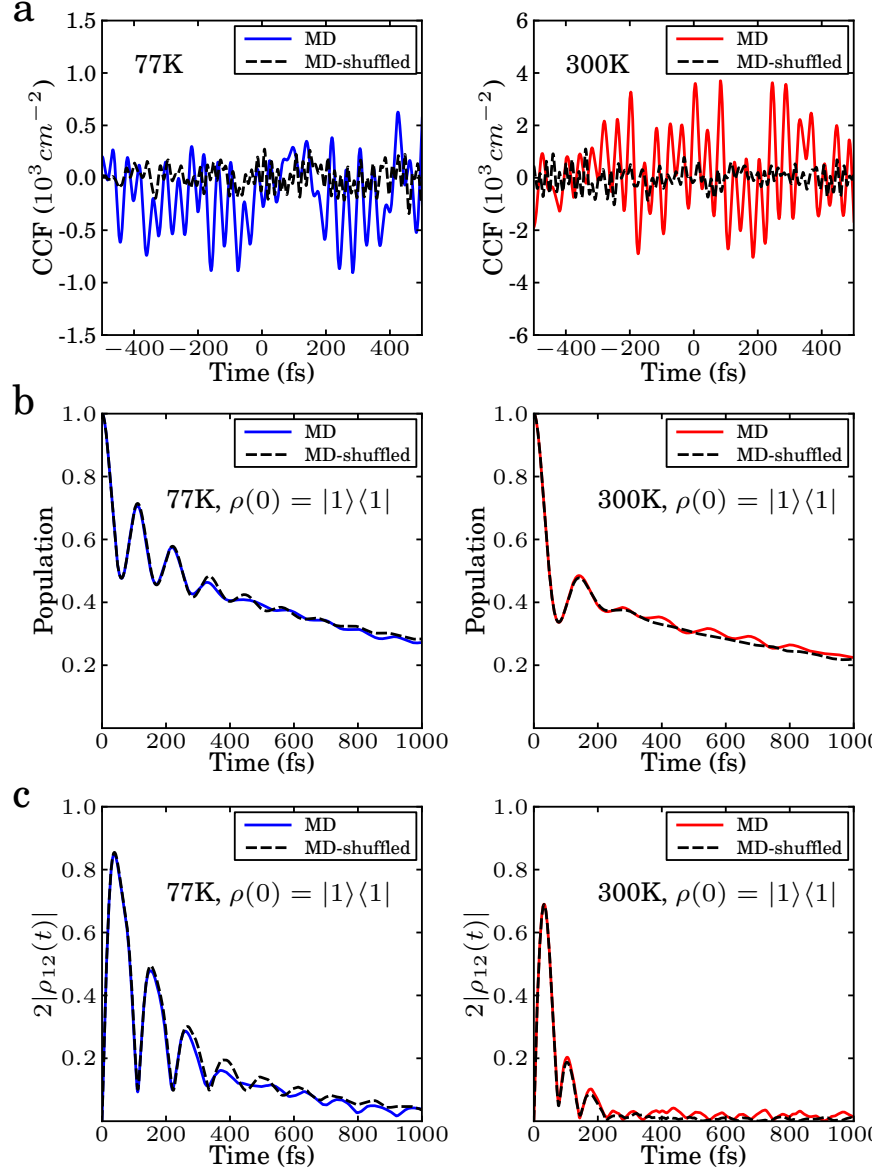 a
CCF (10³cm⁻²)
1.5
1.0
0.5
0.0
-0.5
-1.0
-1.5
77K
MD
MD-shuffled
−400 −200 0 200 400
Time (fs)
CCF (10³cm⁻²)
6
4
2
0
-2
-4
-6
300K
MD
MD-shuffled
−400 −200 0 200 400
Time (fs)
b
Population
1.0
0.8
0.6
0.4
0.2
MD
MD-shuffled
77K, ρ(0) = |1⟩⟨1|
0 200 400 600 800 1000
Time (fs)
Population
1.0
0.8
0.6
0.4
0.2
MD
MD-shuffled
300K, ρ(0) = |1⟩⟨1|
0 200 400 600 800 1000
Time (fs)
c
2|ρ₁₂(t)|
1.0
0.8
0.6
0.4
0.2
MD
MD-shuffled
77K, ρ(0) = |1⟩⟨1|
0 200 400 600 800 1000
Time (fs)
2|ρ₁₂(t)|
1.0
0.8
0.6
0.4
0.2
MD
MD-shuffled
300K, ρ(0) = |1⟩⟨1|
0 200 400 600 800 1000
Time (fs)